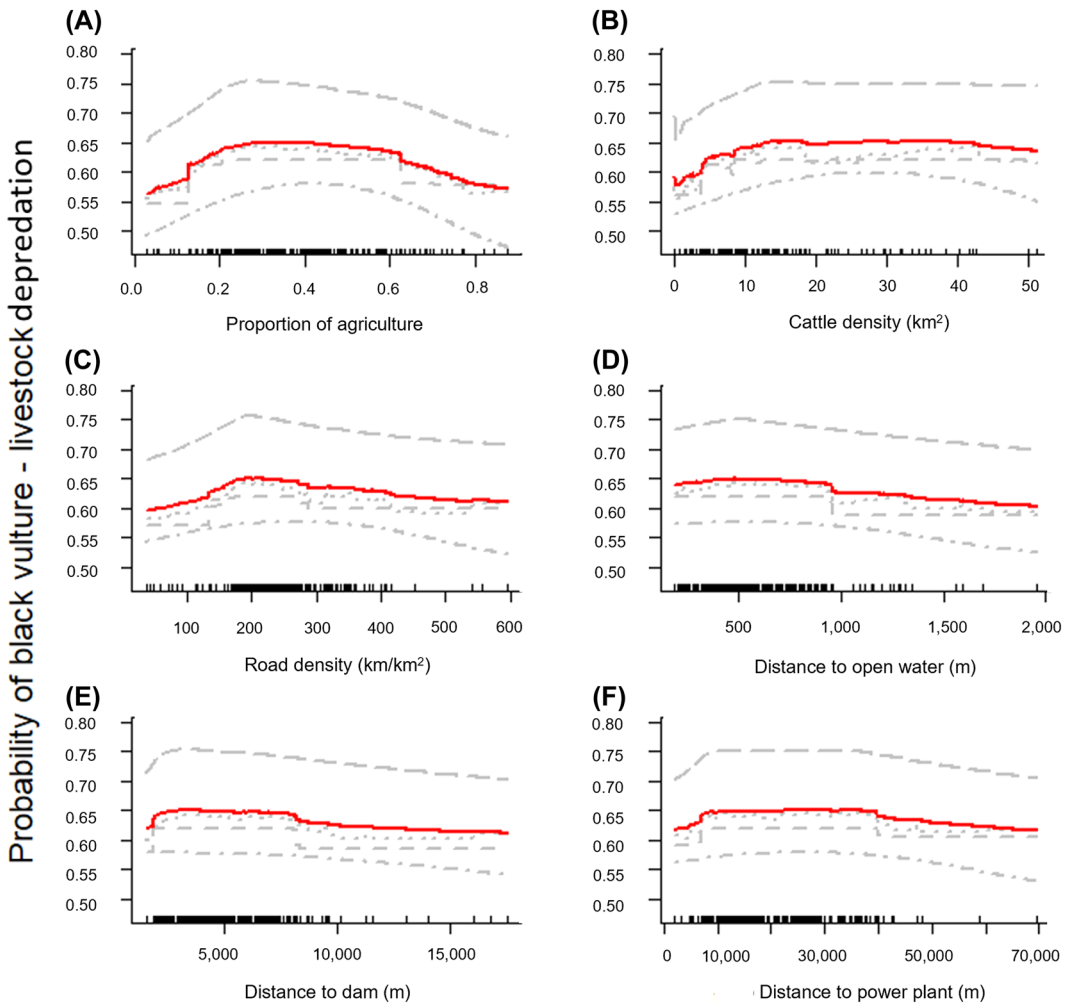 Probability of black vulture - livestock depredation
(A)
0.80
0.75
0.70
0.65
0.60
0.55
0.50
0.0 0.2 0.4 0.6 0.8
Proportion of agriculture
(B)
0.80
0.75
0.70
0.65
0.60
0.55
0.50
0 10 20 30 40 50
Cattle density (km²)
(C)
0.80
0.75
0.70
0.65
0.60
0.55
0.50
100 200 300 400 500 600
Road density (km/km²)
(D)
0.80
0.75
0.70
0.65
0.60
0.55
0.50
500 1,000 1,500 2,000
Distance to open water (m)
(E)
0.80
0.75
0.70
0.65
0.60
0.55
0.50
5,000 10,000 15,000
Distance to dam (m)
(F)
0.80
0.75
0.70
0.65
0.60
0.55
0.50
0 10,000 20,000 30,000 40,000 50,000 60,000 70,000
Distance to power plant (m)